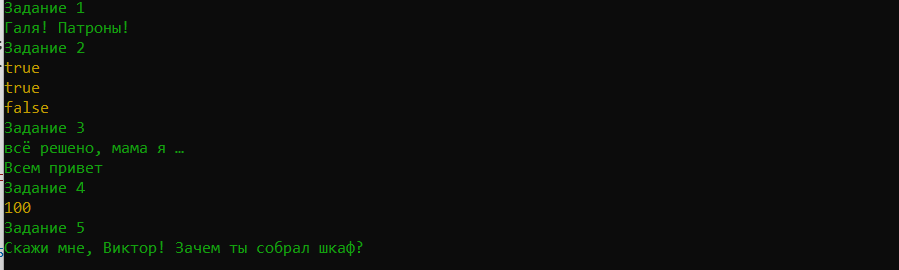 Задание 1
Галя! Патроны!
Задание 2
true
true
false
Задание 3
всё решено, мама я …
Всем привет
Задание 4
100
Задание 5
Скажи мне, Виктор! Зачем ты собрал шкаф?